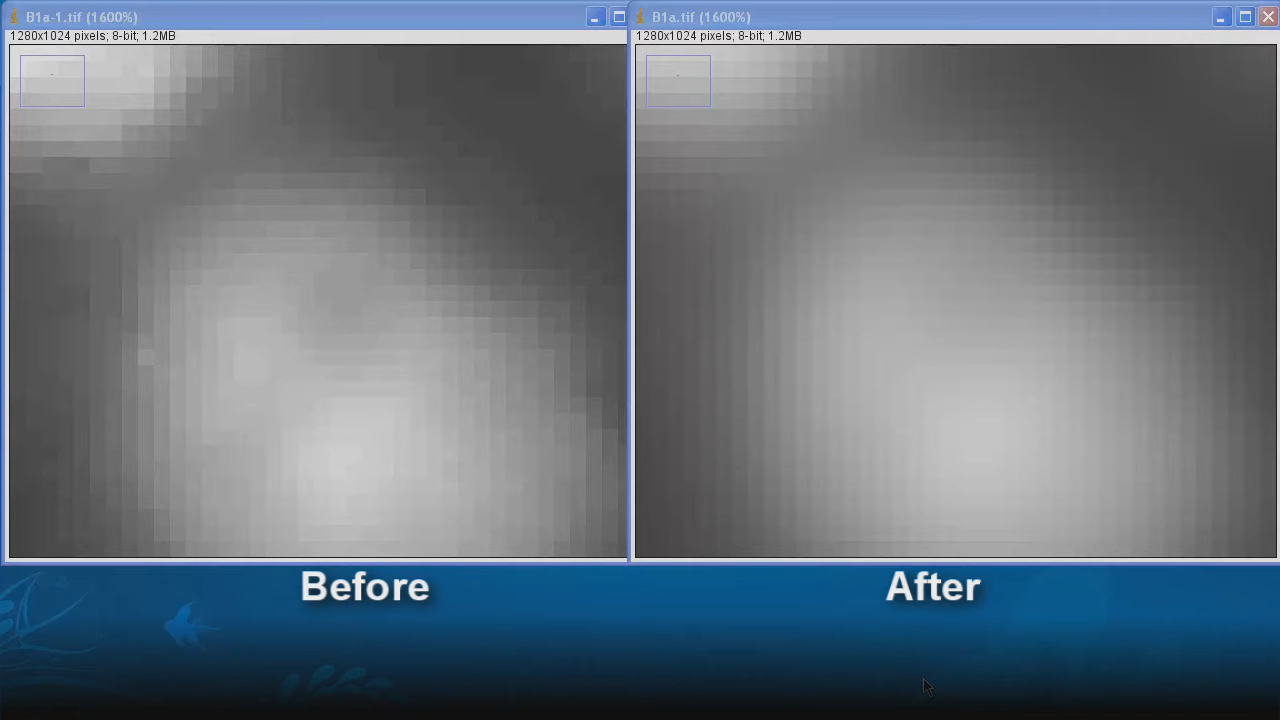 B1a-1.tif (1600%)
B1a.tif (1600%)
1280x1024 pixels; 8-bit; 1.2MB
1280x1024 pixels; 8-bit; 1.2MB
Before
After